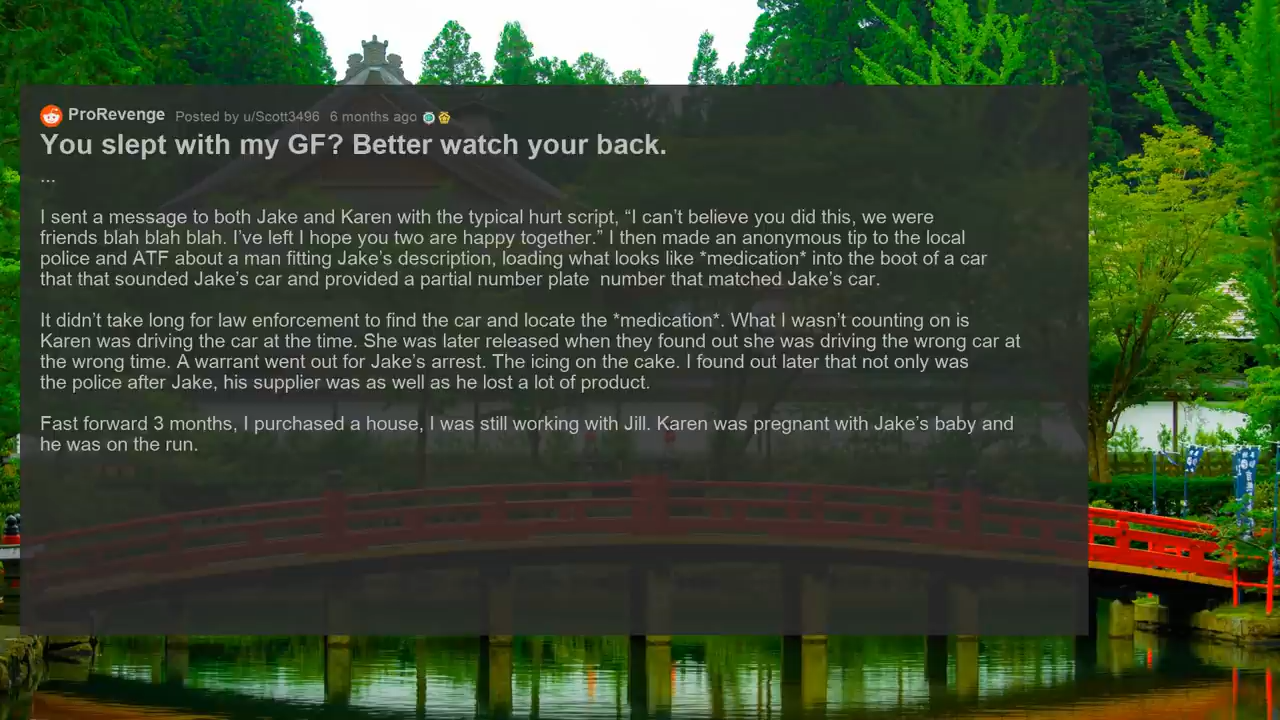 ProRevenge Posted by u/Scott3496 6 months ago
You slept with my GF? Better watch your back.
...
I sent a message to both Jake and Karen with the typical hurt script, “I can’t believe you did this, we were
friends blah blah blah. I’ve left I hope you two are happy together.” I then made an anonymous tip to the local
police and ATF about a man fitting Jake’s description, loading what looks like *medication* into the boot of a car
that that sounded Jake’s car and provided a partial number plate  number that matched Jake’s car.
It didn’t take long for law enforcement to find the car and locate the *medication*. What I wasn’t counting on is
Karen was driving the car at the time. She was later released when they found out she was driving the wrong car at
the wrong time. A warrant went out for Jake’s arrest. The icing on the cake. I found out later that not only was
the police after Jake, his supplier was as well as he lost a lot of product.
Fast forward 3 months, I purchased a house, I was still working with Jill. Karen was pregnant with Jake’s baby and
he was on the run.